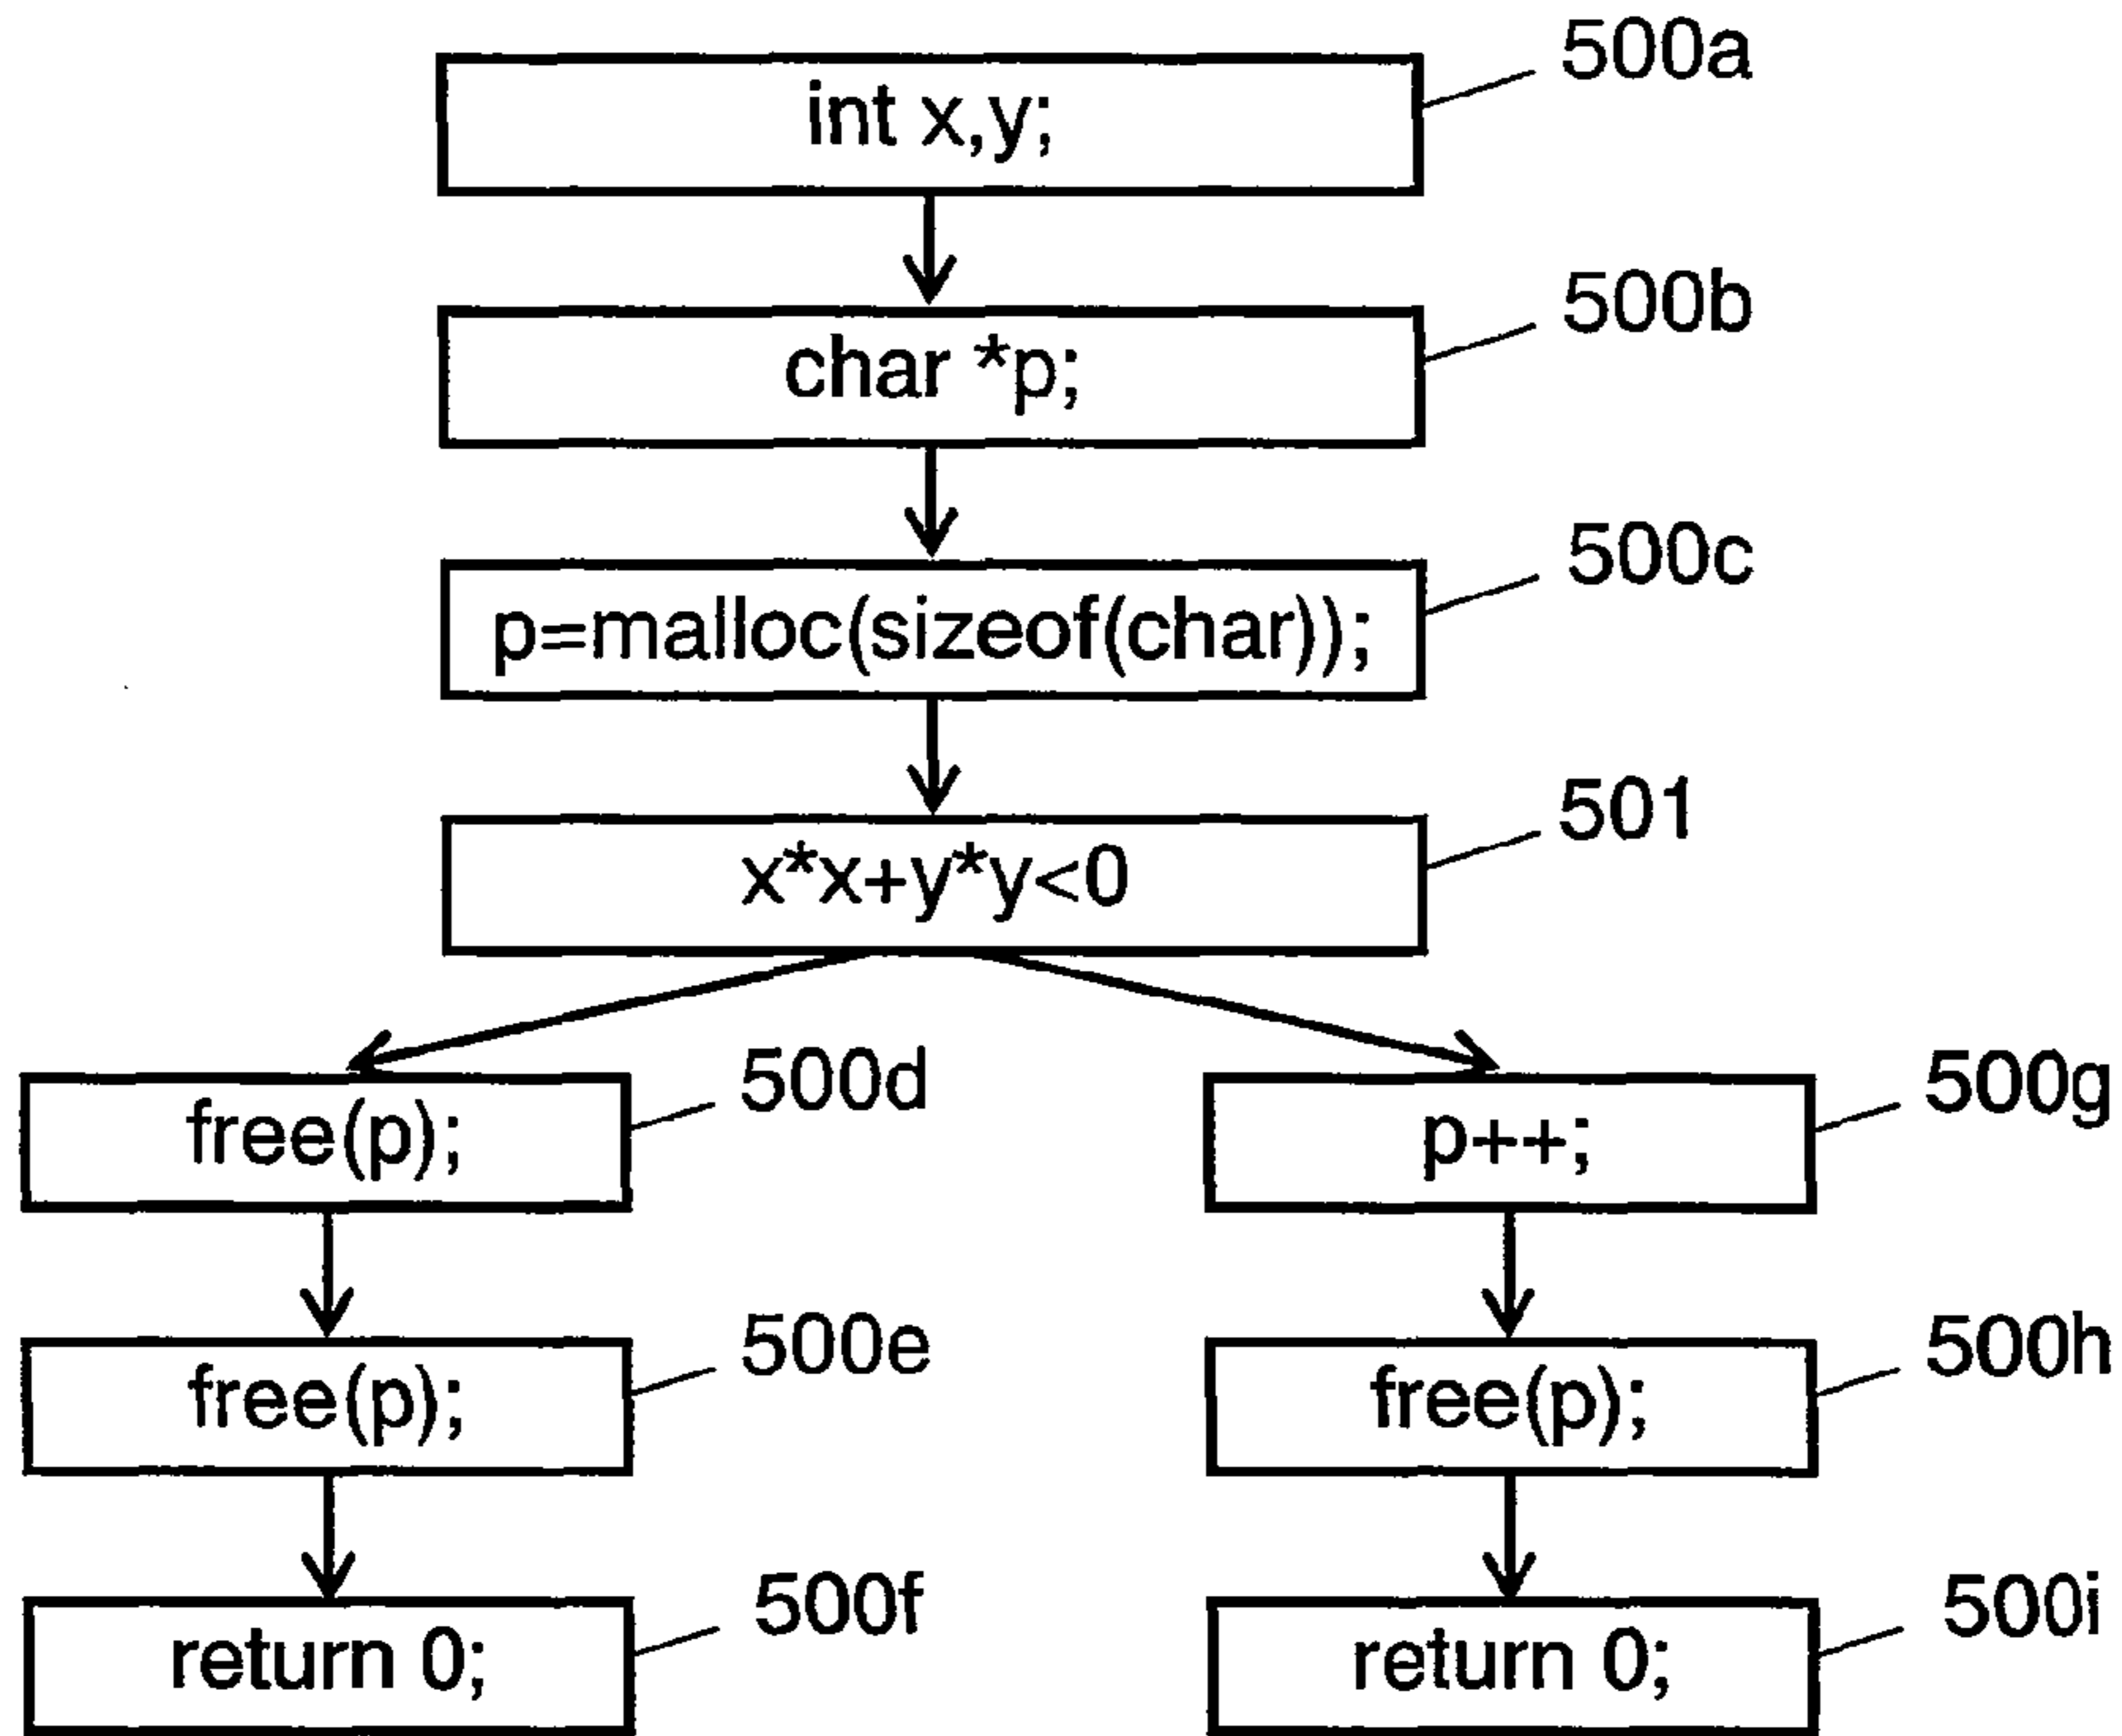 500a
int x,y;
500b
char *p;
500c
p=malloc(sizeof(char));
501
x*x+y*y<0
500d
500g
free(p);
p++;
500e
500h
free(p);
free(p);
500f
500i
return 0;
return 0;